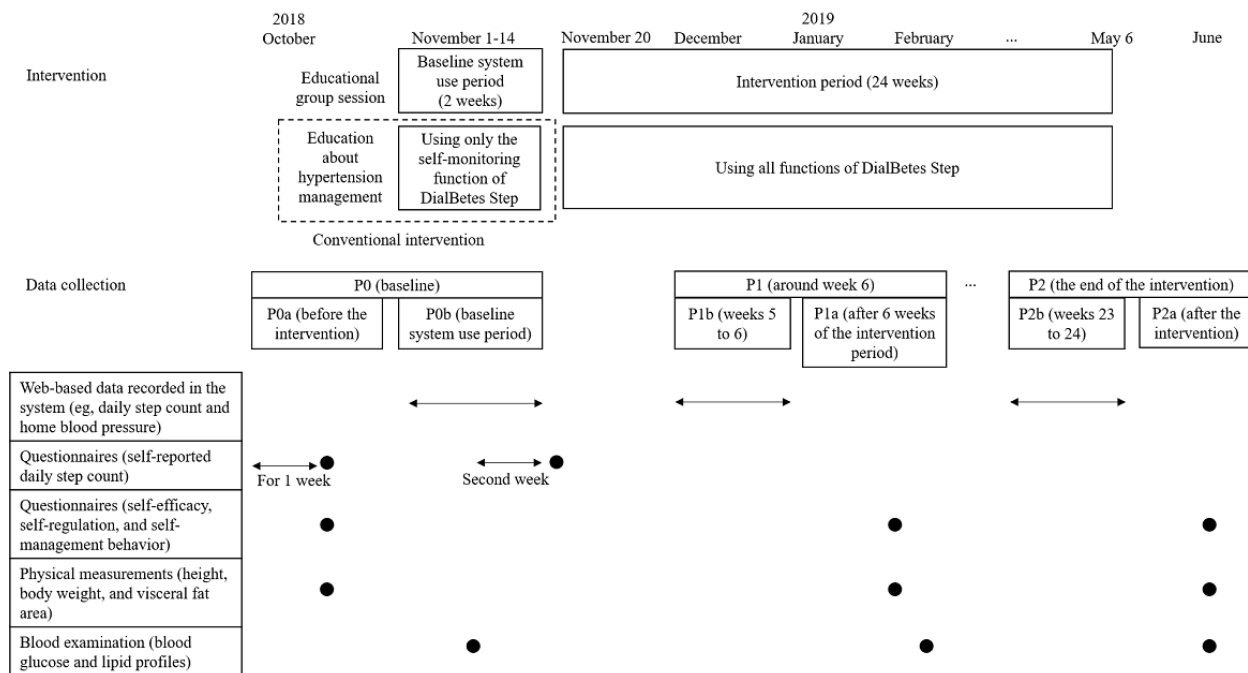 2018
October
November 1-14
November 20
December
2019
January
February
...
May 6
June
Intervention
Educational
group session
Baseline system
use period
(2 weeks)
Intervention period (24 weeks)
Education
about
hypertension
management
Using only the
self-monitoring
function of
DialBetes Step
Using all functions of DialBetes Step
Conventional intervention
Data collection
P0 (baseline)
P1 (around week 6)
...
P2 (the end of the intervention)
P0a (before the
intervention)
P0b (baseline
system use period)
P1b (weeks 5
to 6)
P1a (after 6
weeks of the
intervention
period)
P2b (weeks 23
to 24)
P2a (after the
intervention)
Web-based data recorded in the
system (eg, daily step count and
home blood pressure)
Questionnaires (self-reported
daily step count)
For 1 week
Second week
Questionnaires (self-efficacy,
self-regulation, and self-
management behavior)
Physical measurements (height,
body weight, and visceral fat
area)
Blood examination (blood
glucose and lipid profiles)